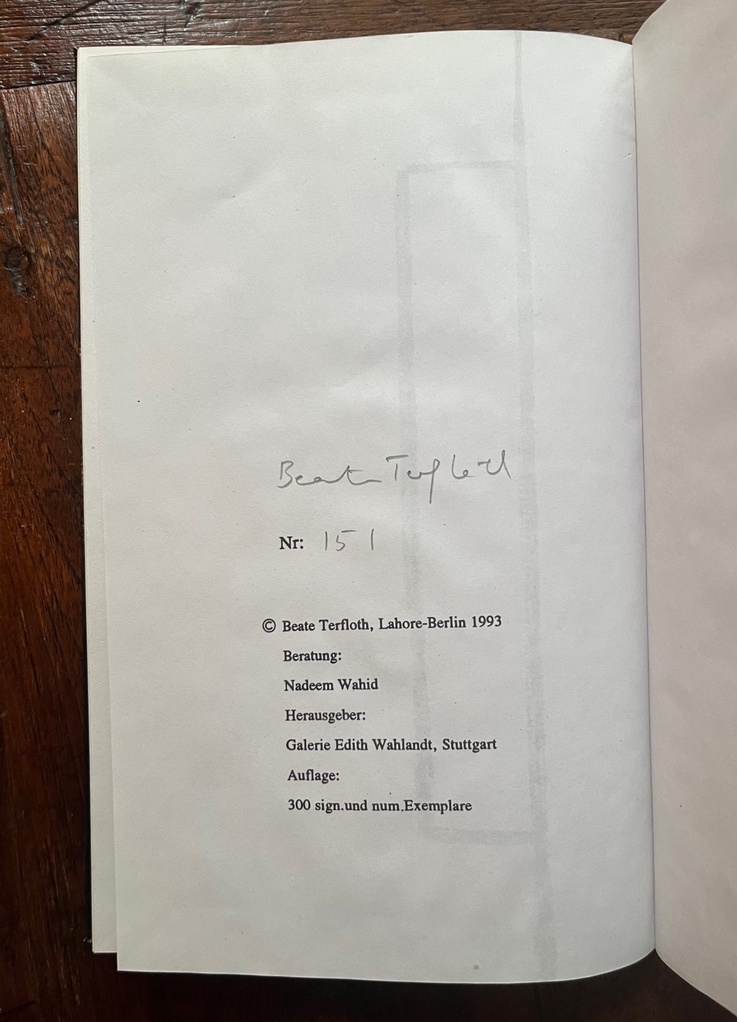 Beate Terfloth
Nr: 151
© Beate Terfloth, Lahore-Berlin 1993
Beratung:
Nadeem Wahid
Herausgeber:
Galerie Edith Wahlandt, Stuttgart
Auflage:
300 sign.und num.Exemplare